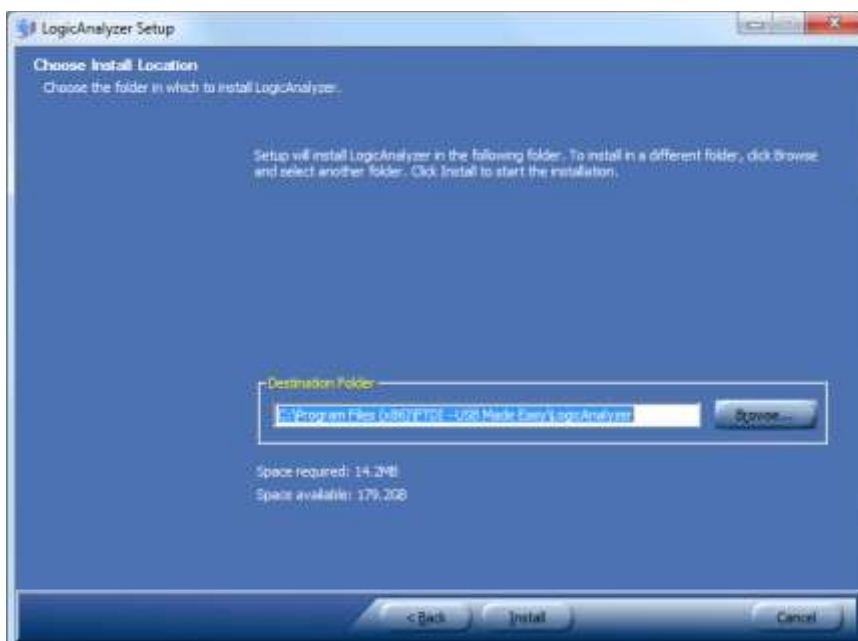 LogicAnalyzer Setup
Choose Install Location
Choose the folder in which to install LogicAnalyzer.
Setup will install LogicAnalyzer in the following folder. To install in a different folder, click Browse
and select another folder. Click Install to start the installation.
Destination Folder
C:\Program Files (x86)\FTDI --USB Made Easy\LogicAnalyzer
Browse...
Space required: 14.2MB
Space available: 179.2GB
< Back
Install
Cancel